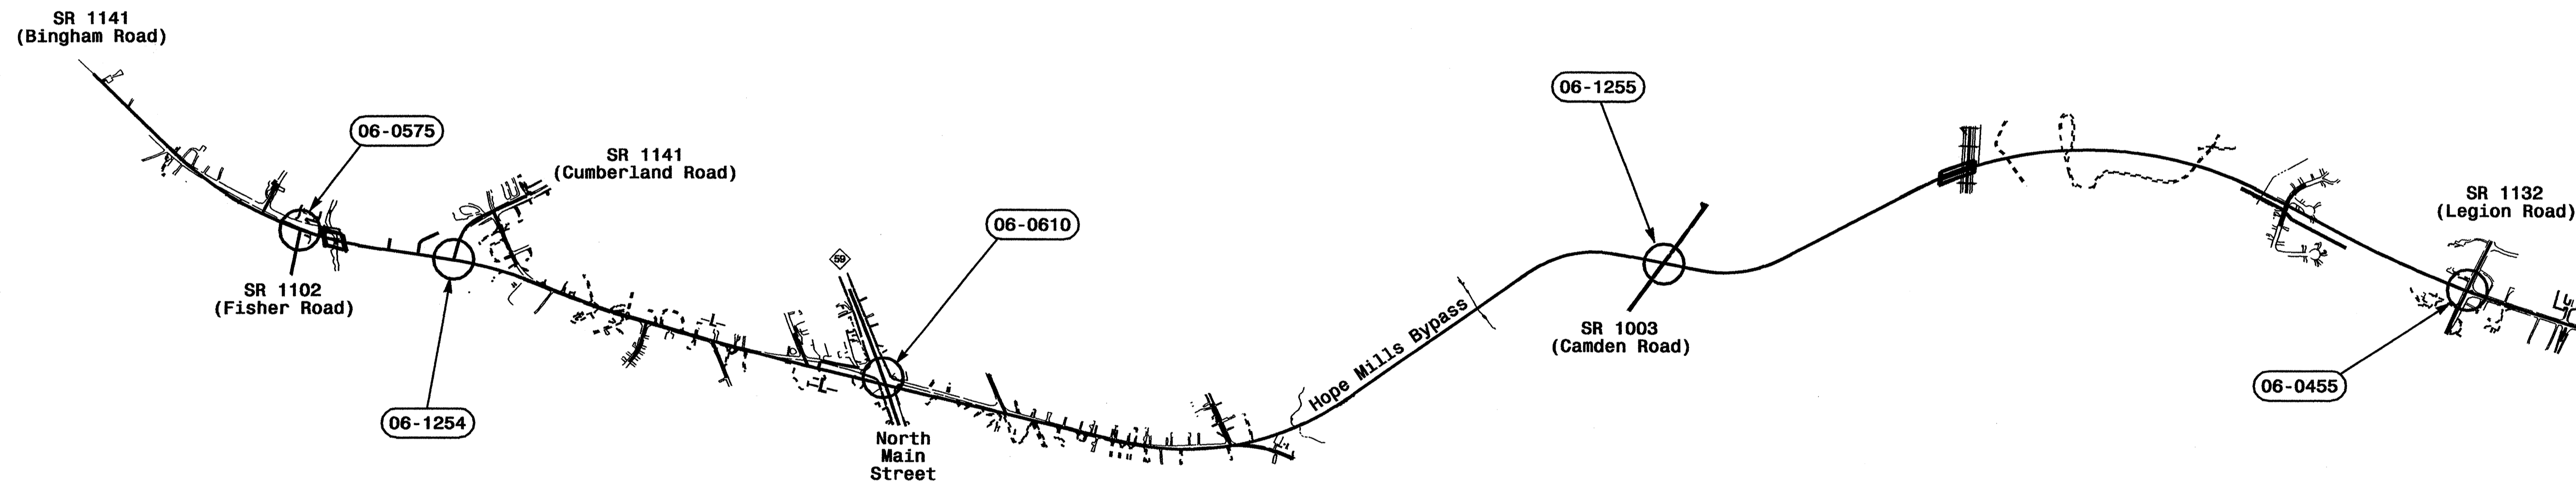 SR 1141
(Bingham Road)
06-0575
SR 1141
(Cumberland Road)
SR 1102
(Fisher Road)
06-1254
59
06-0610
-L-
-L-
North
Main
Street
-L-
Hope Mills Bypass
06-1255
SR 1003
(Camden Road)
SR 1132
(Legion Road)
06-0455